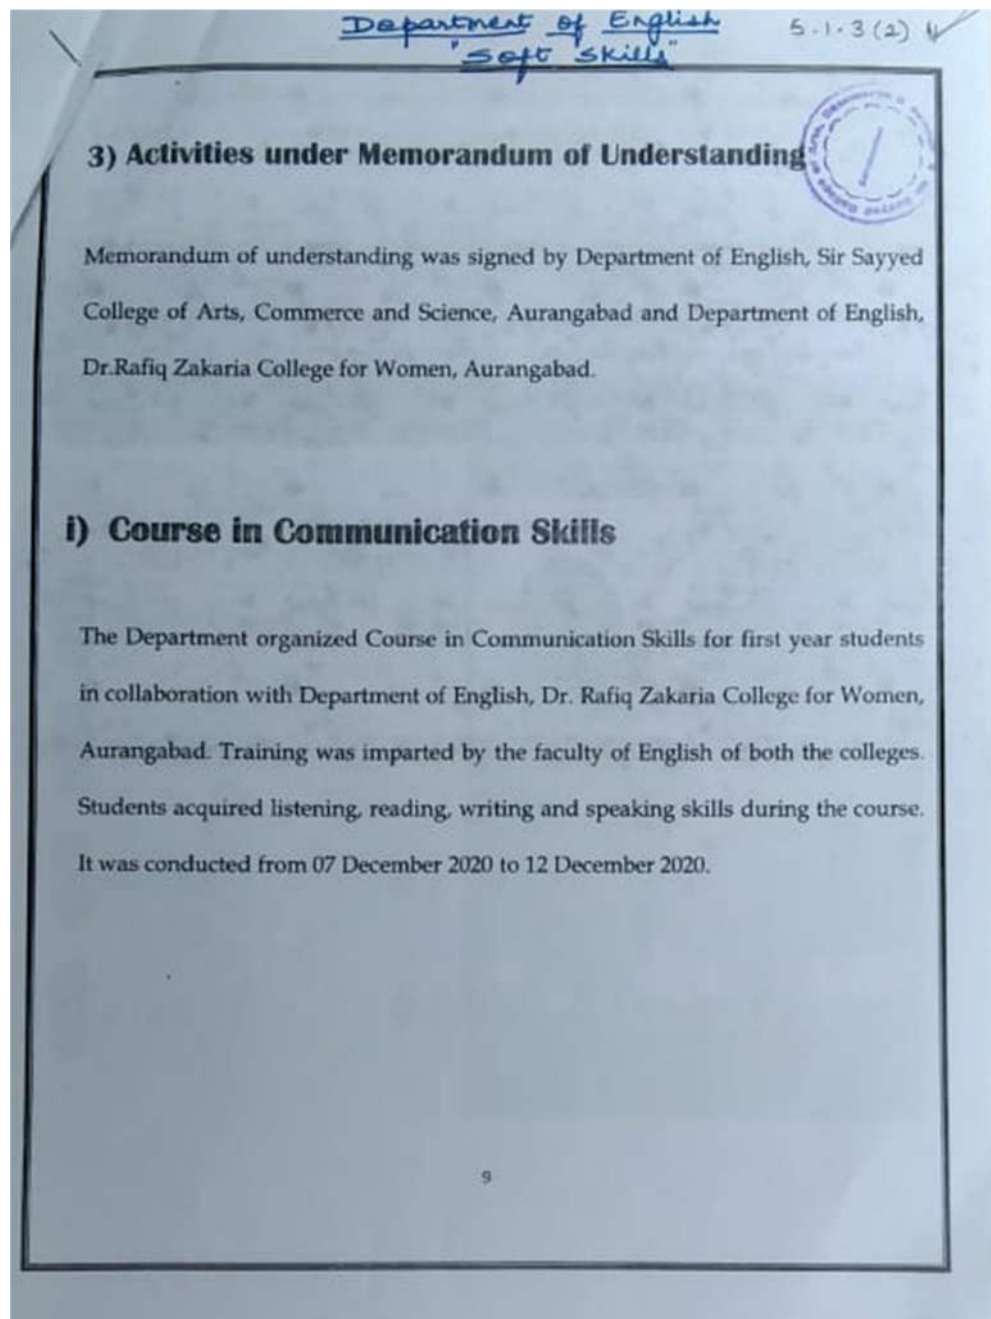 Department of English
5.1.3(2)
"Soft Skills"
3) Activities under Memorandum of Understanding
Memorandum of understanding was signed by Department of English, Sir Sayyed
College of Arts, Commerce and Science, Aurangabad and Department of English,
Dr.Rafiq Zakaria College for Women, Aurangabad.
i) Course in Communication Skills
The Department organized Course in Communication Skills for first year students
in collaboration with Department of English, Dr. Rafiq Zakaria College for Women,
Aurangabad. Training was imparted by the faculty of English of both the colleges.
Students acquired listening, reading, writing and speaking skills during the course.
It was conducted from 07 December 2020 to 12 December 2020.
9